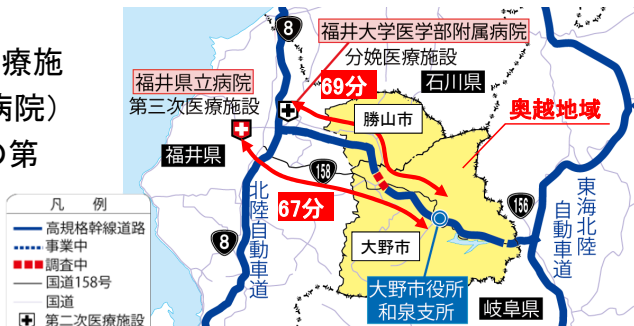 療施
病院）
の第
8
福井大学医学部附属病院
分娩医療施設
69分
石川県
福井県立病院
第三次医療施設
勝山市
奥越地域
福井県
158
67分
北陸自動車道
8
大野市
156
東海北陸
自動車道
大野市役所
和泉支所
岐阜県
凡　例
高規格幹線道路
事業中
調査中
国道158号
国道
第二次医療施設